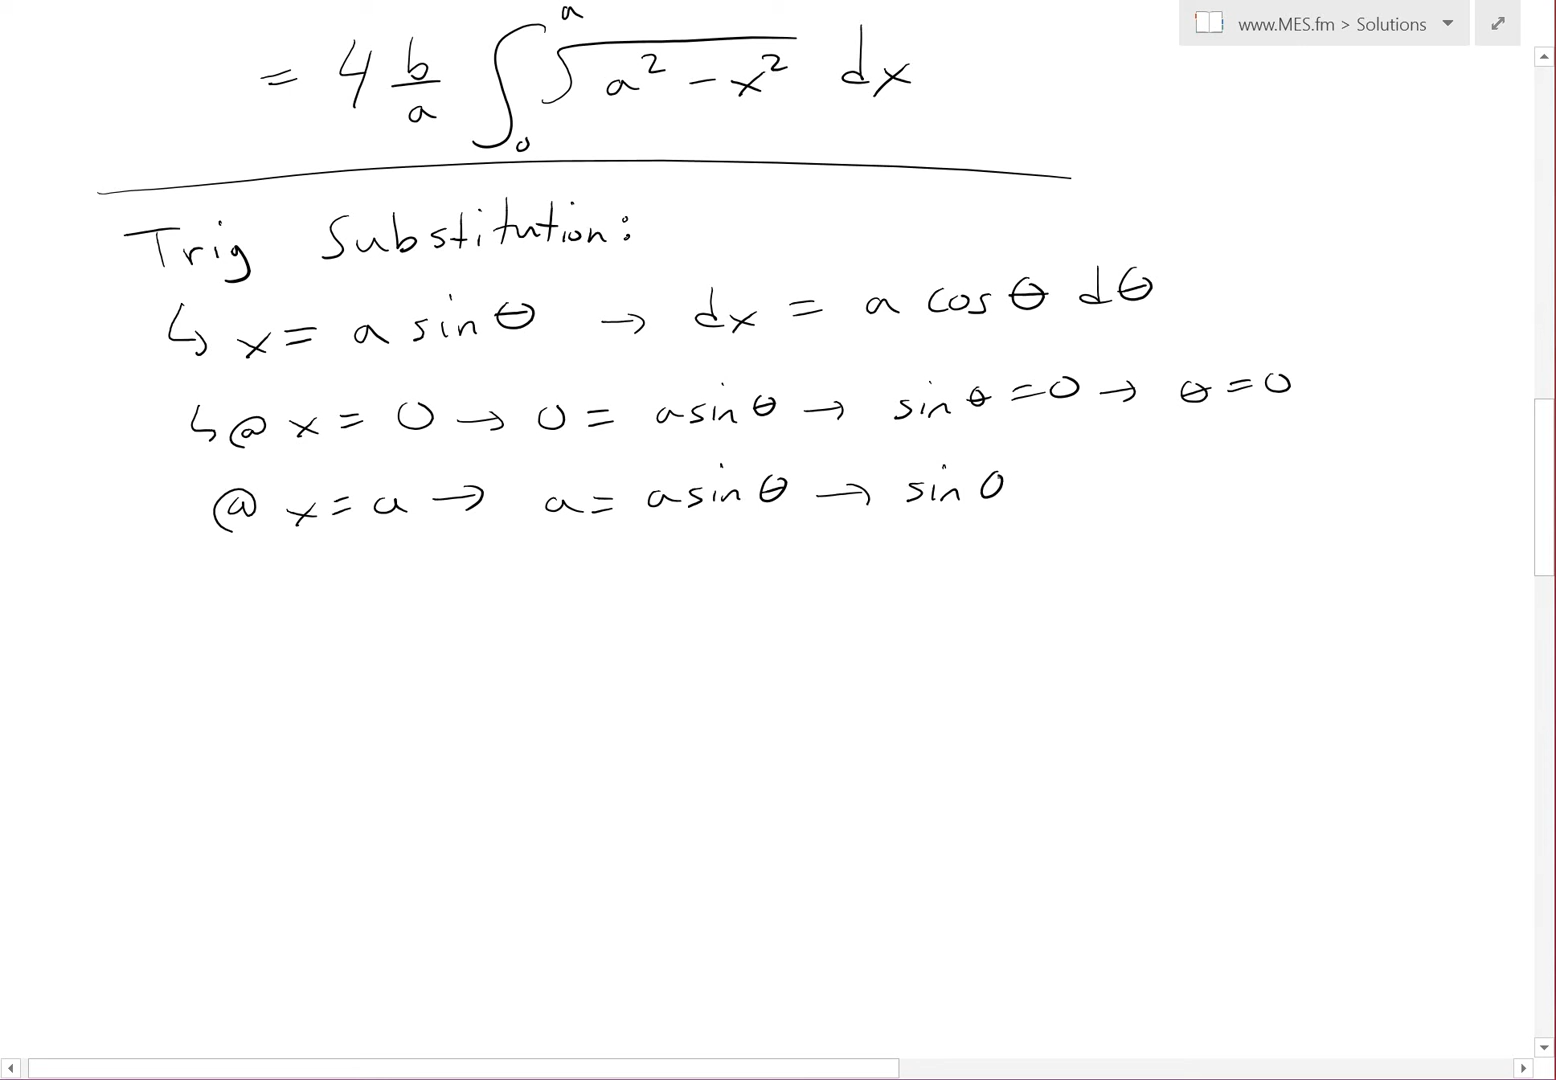 www.MES.fm > Solutions
= 4 b/a ∫₀ᵃ √(a² − x²) dx
Trig Substitution:
↳ x = a sin θ → dx = a cos θ dθ
↳ @ x = 0 → 0 = a sin θ → sin θ = 0 → θ = 0
@ x = a → a = a sin θ → sin 0